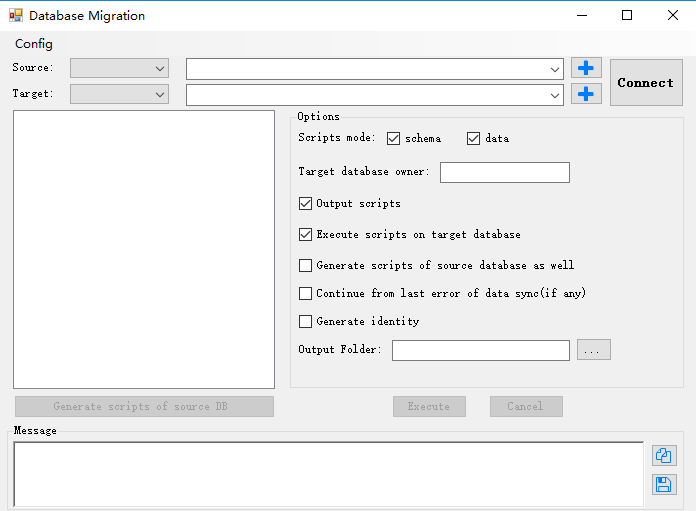 Database Migration
Config
Source:
Connect
Target:
Options
Scripts mode: schema data
Target database owner:
Output scripts
Execute scripts on target database
Generate scripts of source database as well
Continue from last error of data sync(if any)
Generate identity
Output Folder: ...
Generate scripts of source DB Execute Cancel
Message